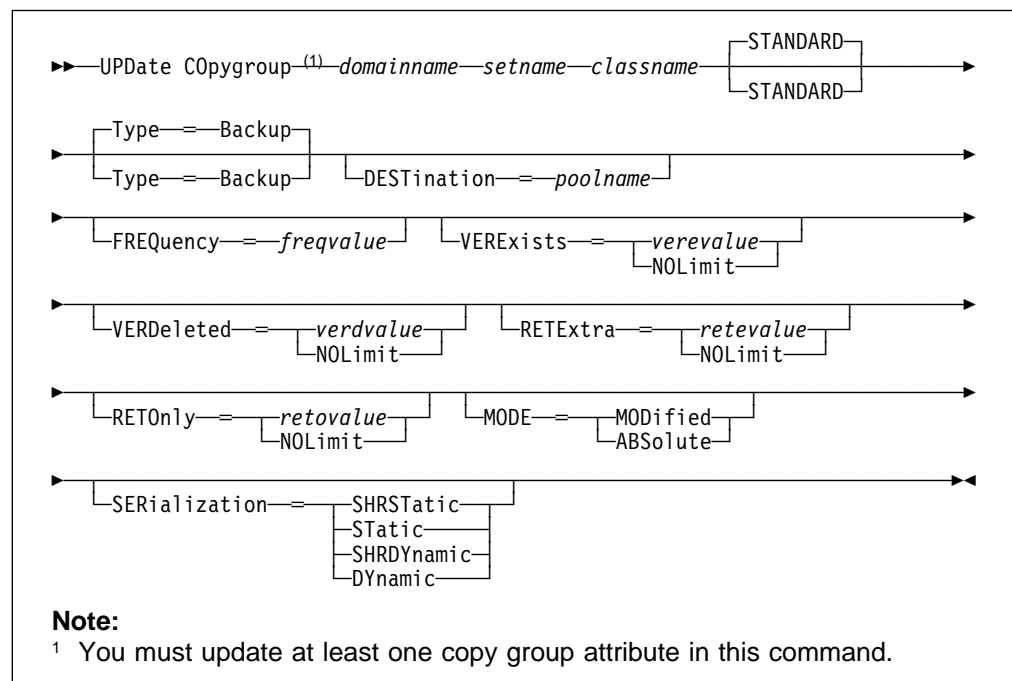 STANDARD
UPDate COpygroup (1) domainname setname classname
STANDARD
Type = Backup
Type = Backup
DESTination = poolname
FREQuency = freqvalue VERExists = verevalue
NOLimit
VERDeleted = verdvalue RETExtra = retevalue
NOLimit NOLimit
RETOnly = retovalue MODE = MODified
NOLimit ABSolute
SERialization = SHRSTatic
STatic
SHRDYnamic
DYnamic
Note:
1 You must update at least one copy group attribute in this command.